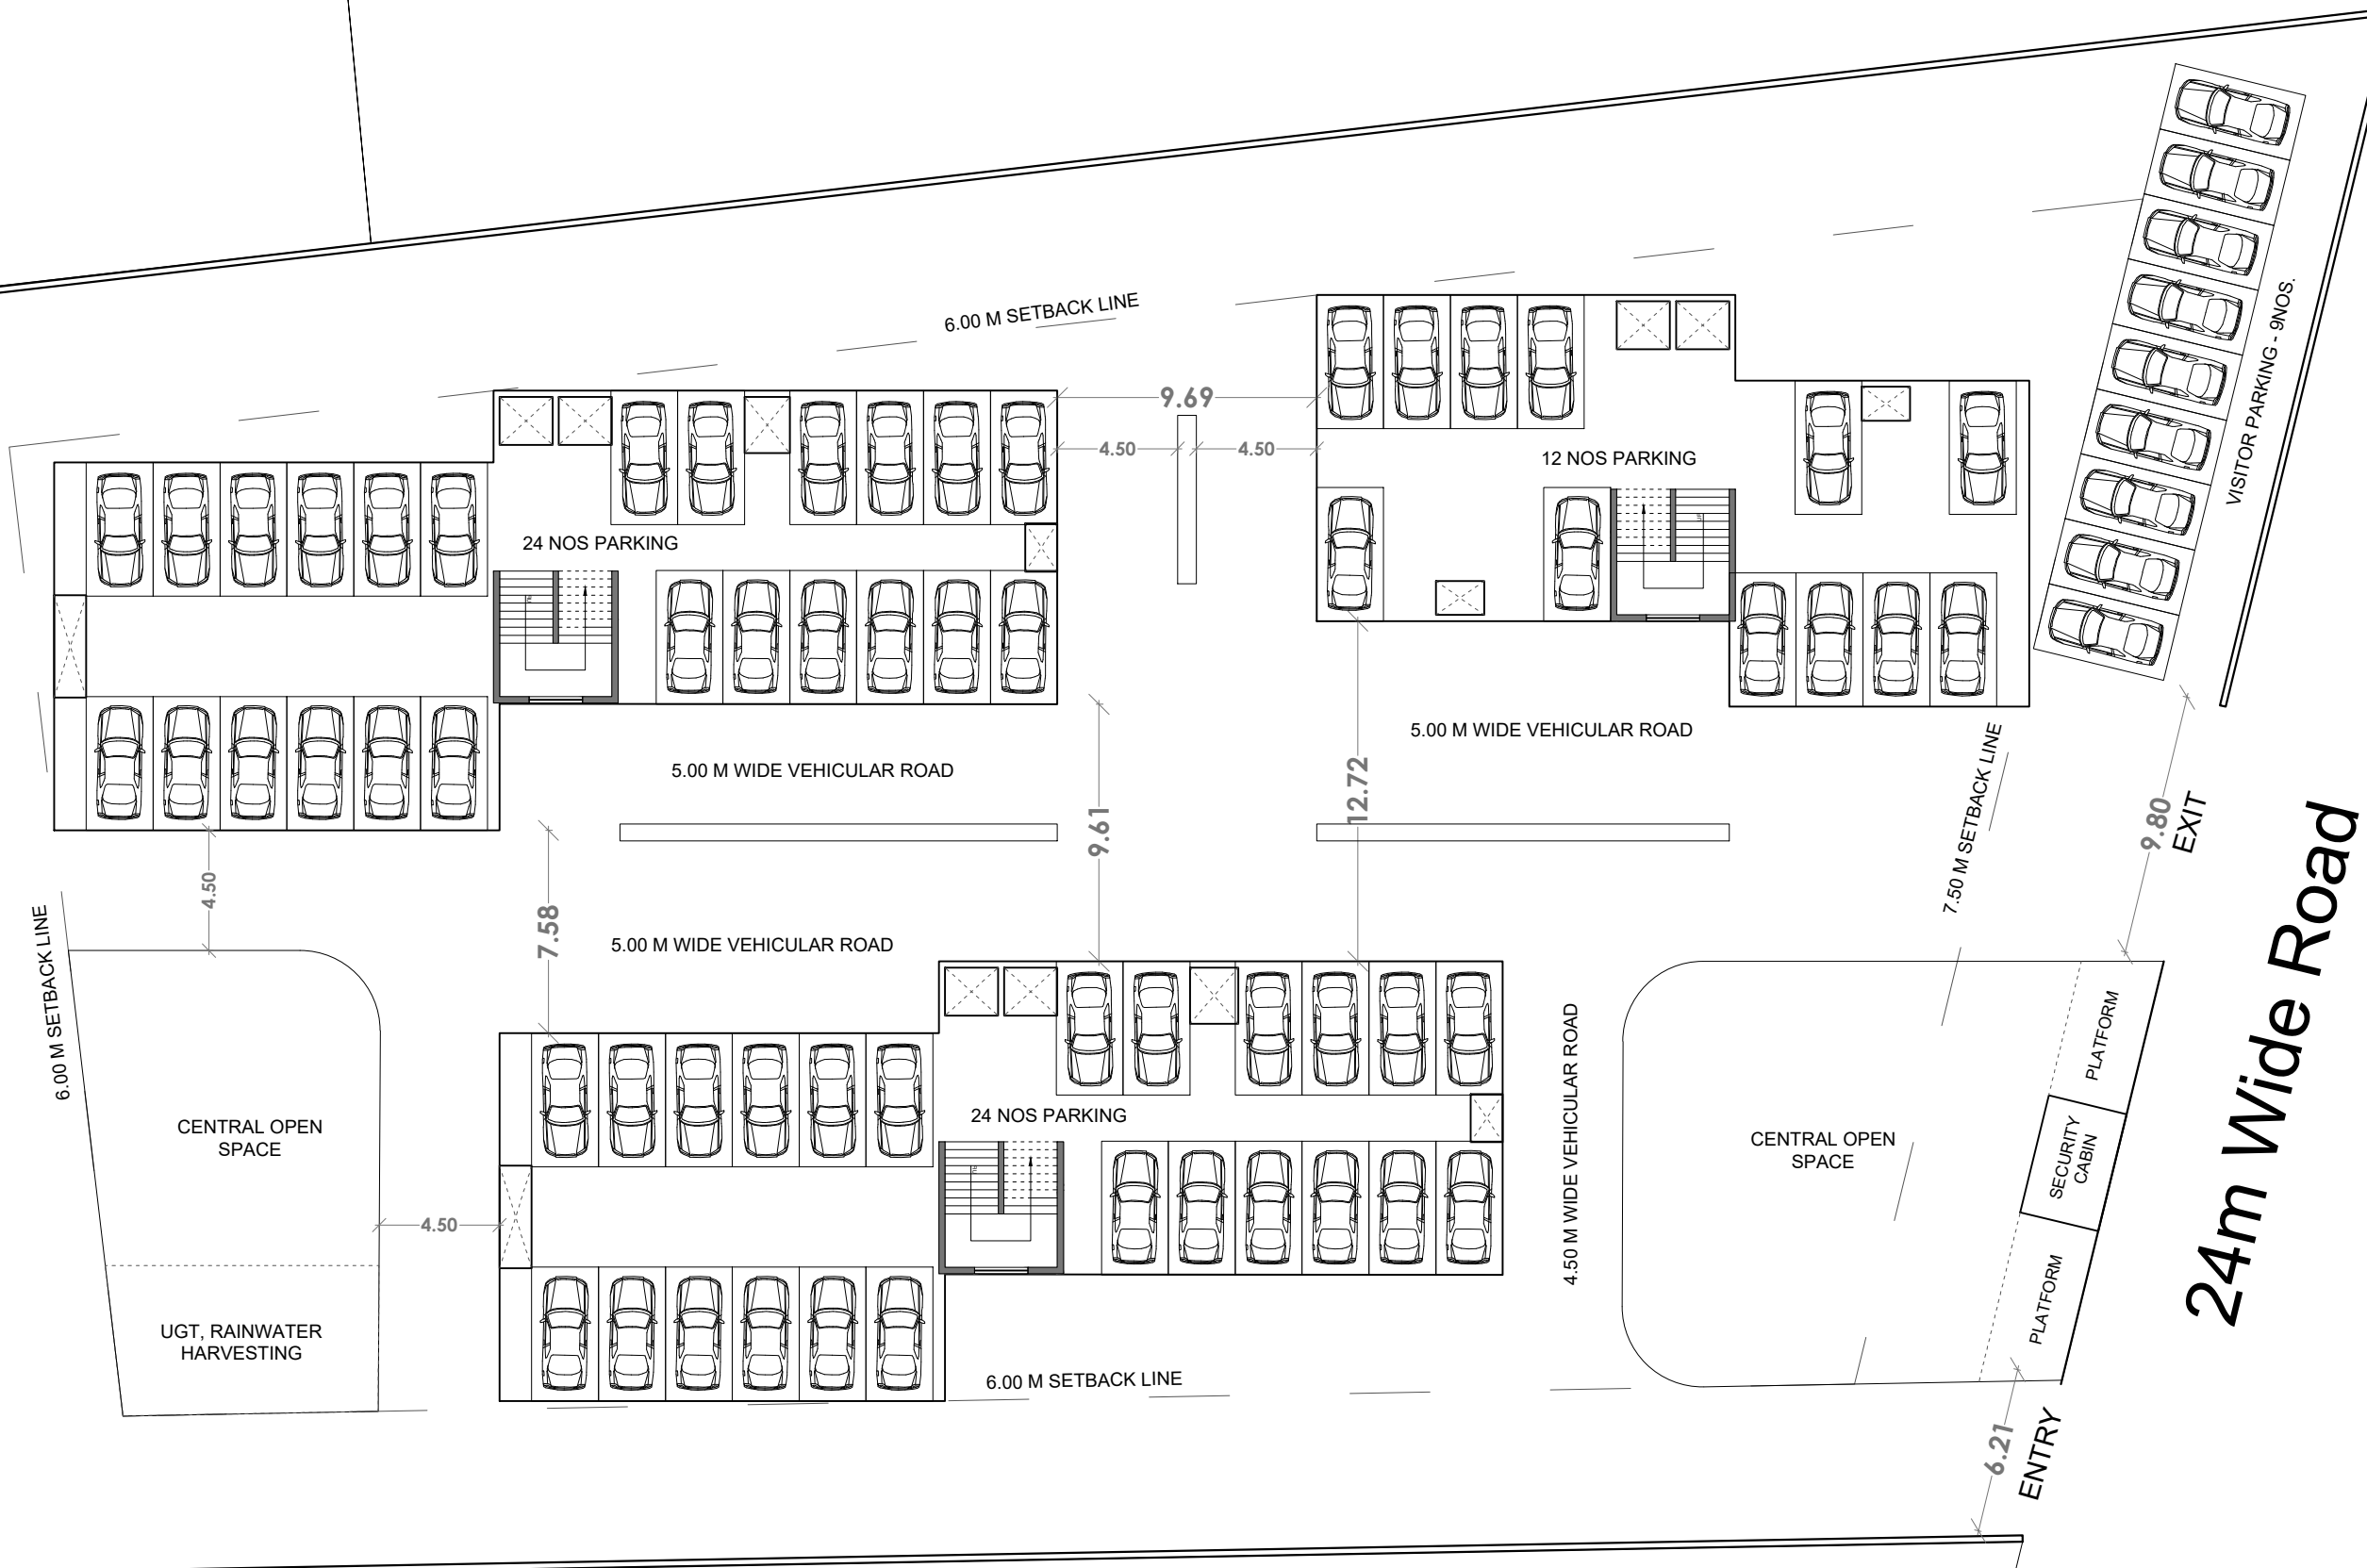 6.00 M SETBACK LINE
VISITOR PARKING - 9NOS.
9.69
4.50
4.50
12 NOS PARKING
24 NOS PARKING
5.00 M WIDE VEHICULAR ROAD
5.00 M WIDE VEHICULAR ROAD
12.72
9.61
7.50 M SETBACK LINE
9.80
EXIT
24m Wide Road
4.50
7.58
6.00 M SETBACK LINE
5.00 M WIDE VEHICULAR ROAD
4.50 M WIDE VEHICULAR ROAD
PLATFORM
24 NOS PARKING
CENTRAL OPEN
SPACE
CENTRAL OPEN
SPACE
SECURITY
CABIN
4.50
PLATFORM
UGT, RAINWATER
HARVESTING
6.00 M SETBACK LINE
6.21
ENTRY